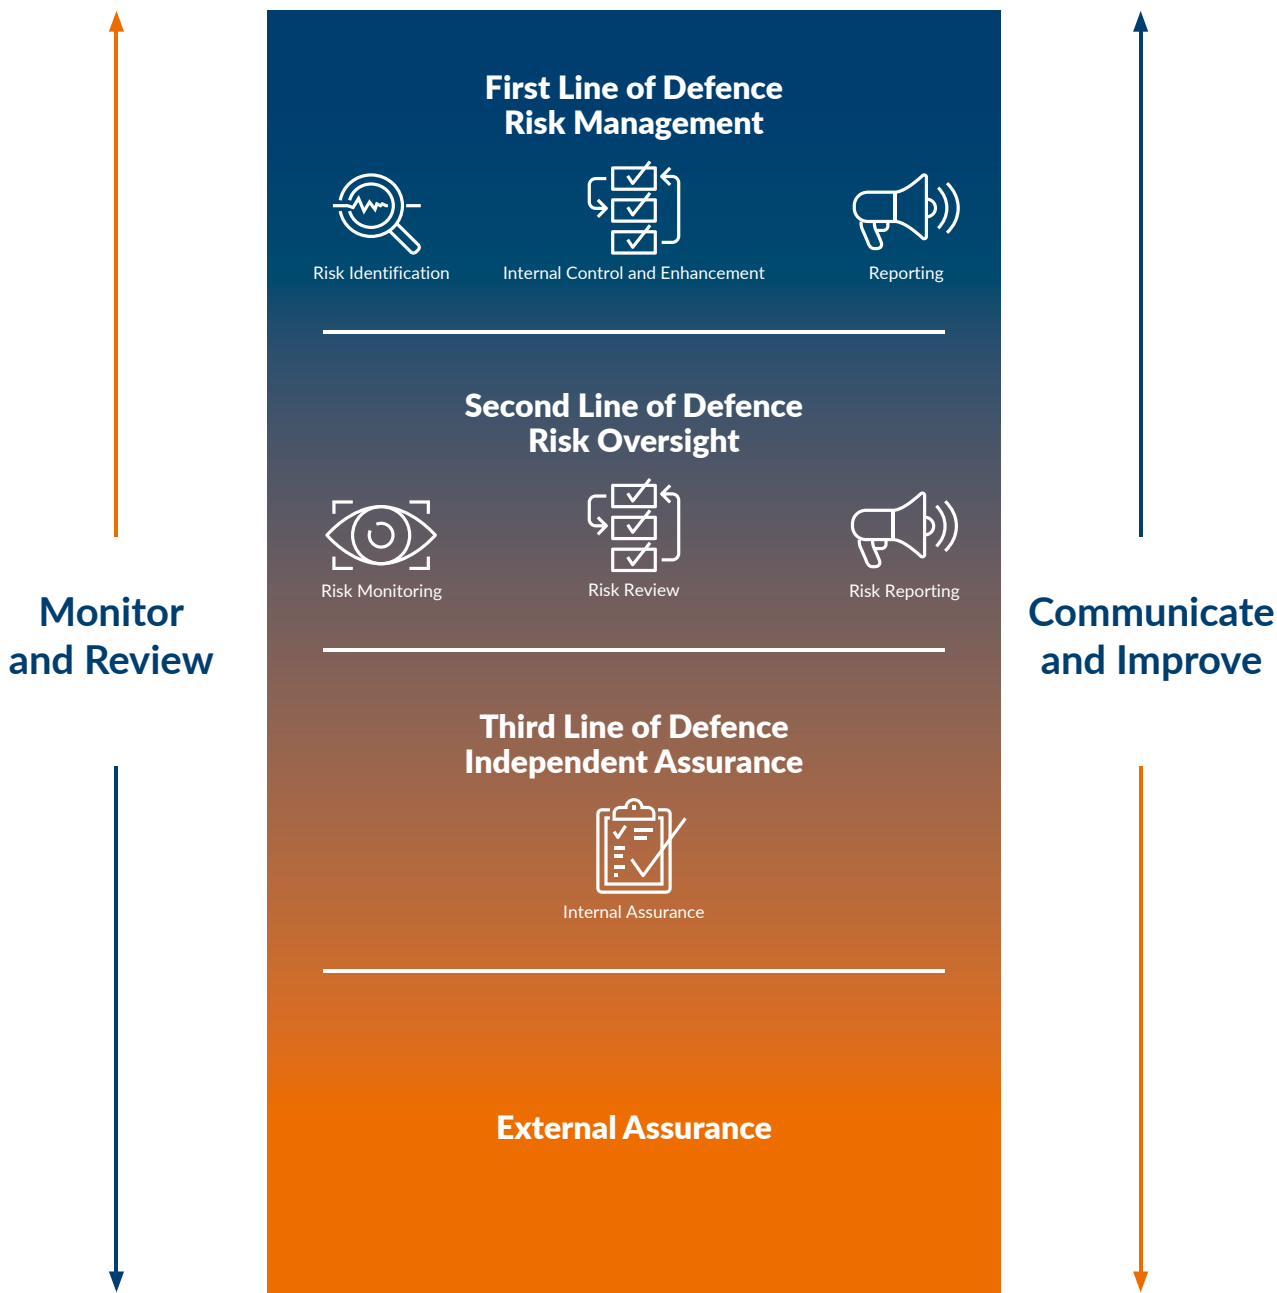 First Line of Defence
Risk Management
Risk Identification
Internal Control and Enhancement
Reporting
Second Line of Defence
Risk Oversight
Risk Monitoring
Risk Review
Risk Reporting
Monitor
and Review
Communicate
and Improve
Third Line of Defence
Independent Assurance
Internal Assurance
External Assurance